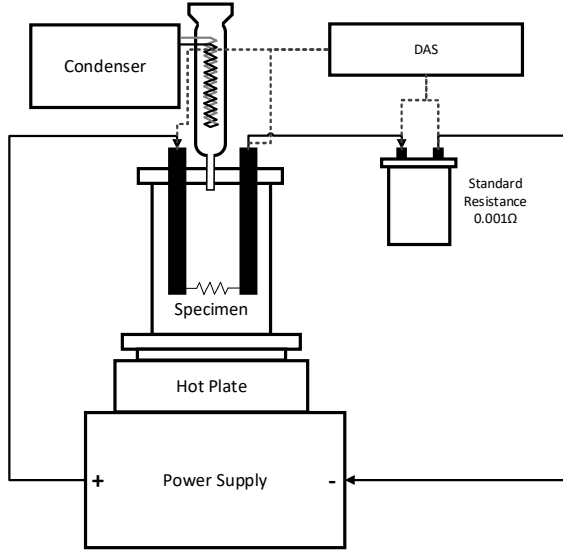 Condenser
DAS
Standard
Resistance
0.001Ω
Specimen
Hot Plate
+
Power Supply
-